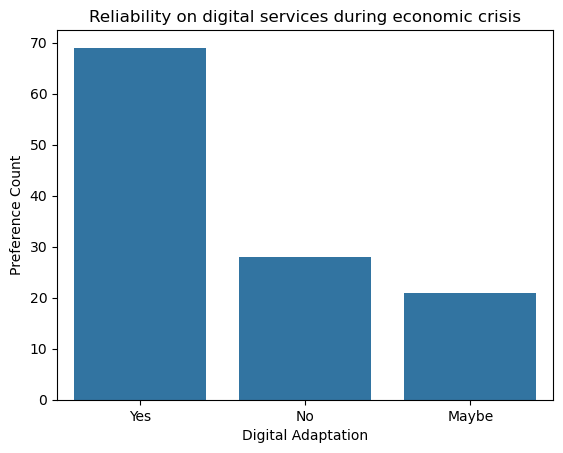 Reliability on digital services during economic crisis
70
60
50
40
30
20
10
0
Preference Count
Yes No Maybe
Digital Adaptation